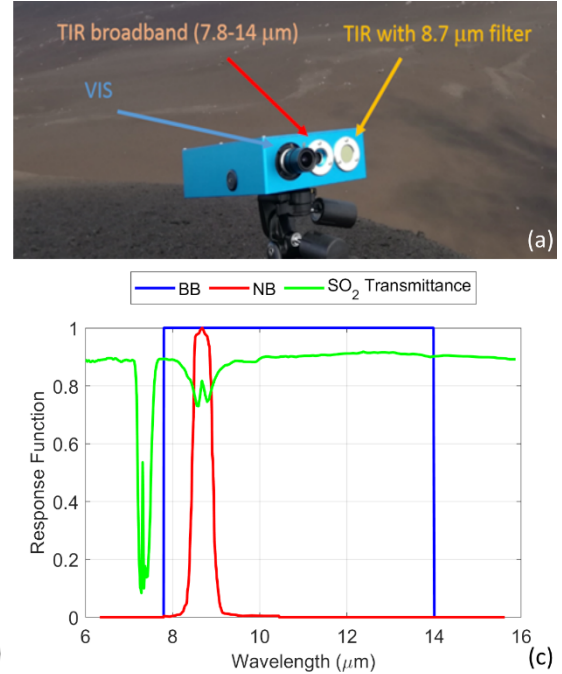 TIR broadband (7.8-14 μm)
TIR with 8.7 μm filter
VIS
(a)
BB NB SO₂ Transmittance
1
0.8
0.6
0.4
0.2
0
Response Function
6 8 10 12 14 16
Wavelength (μm)
(c)